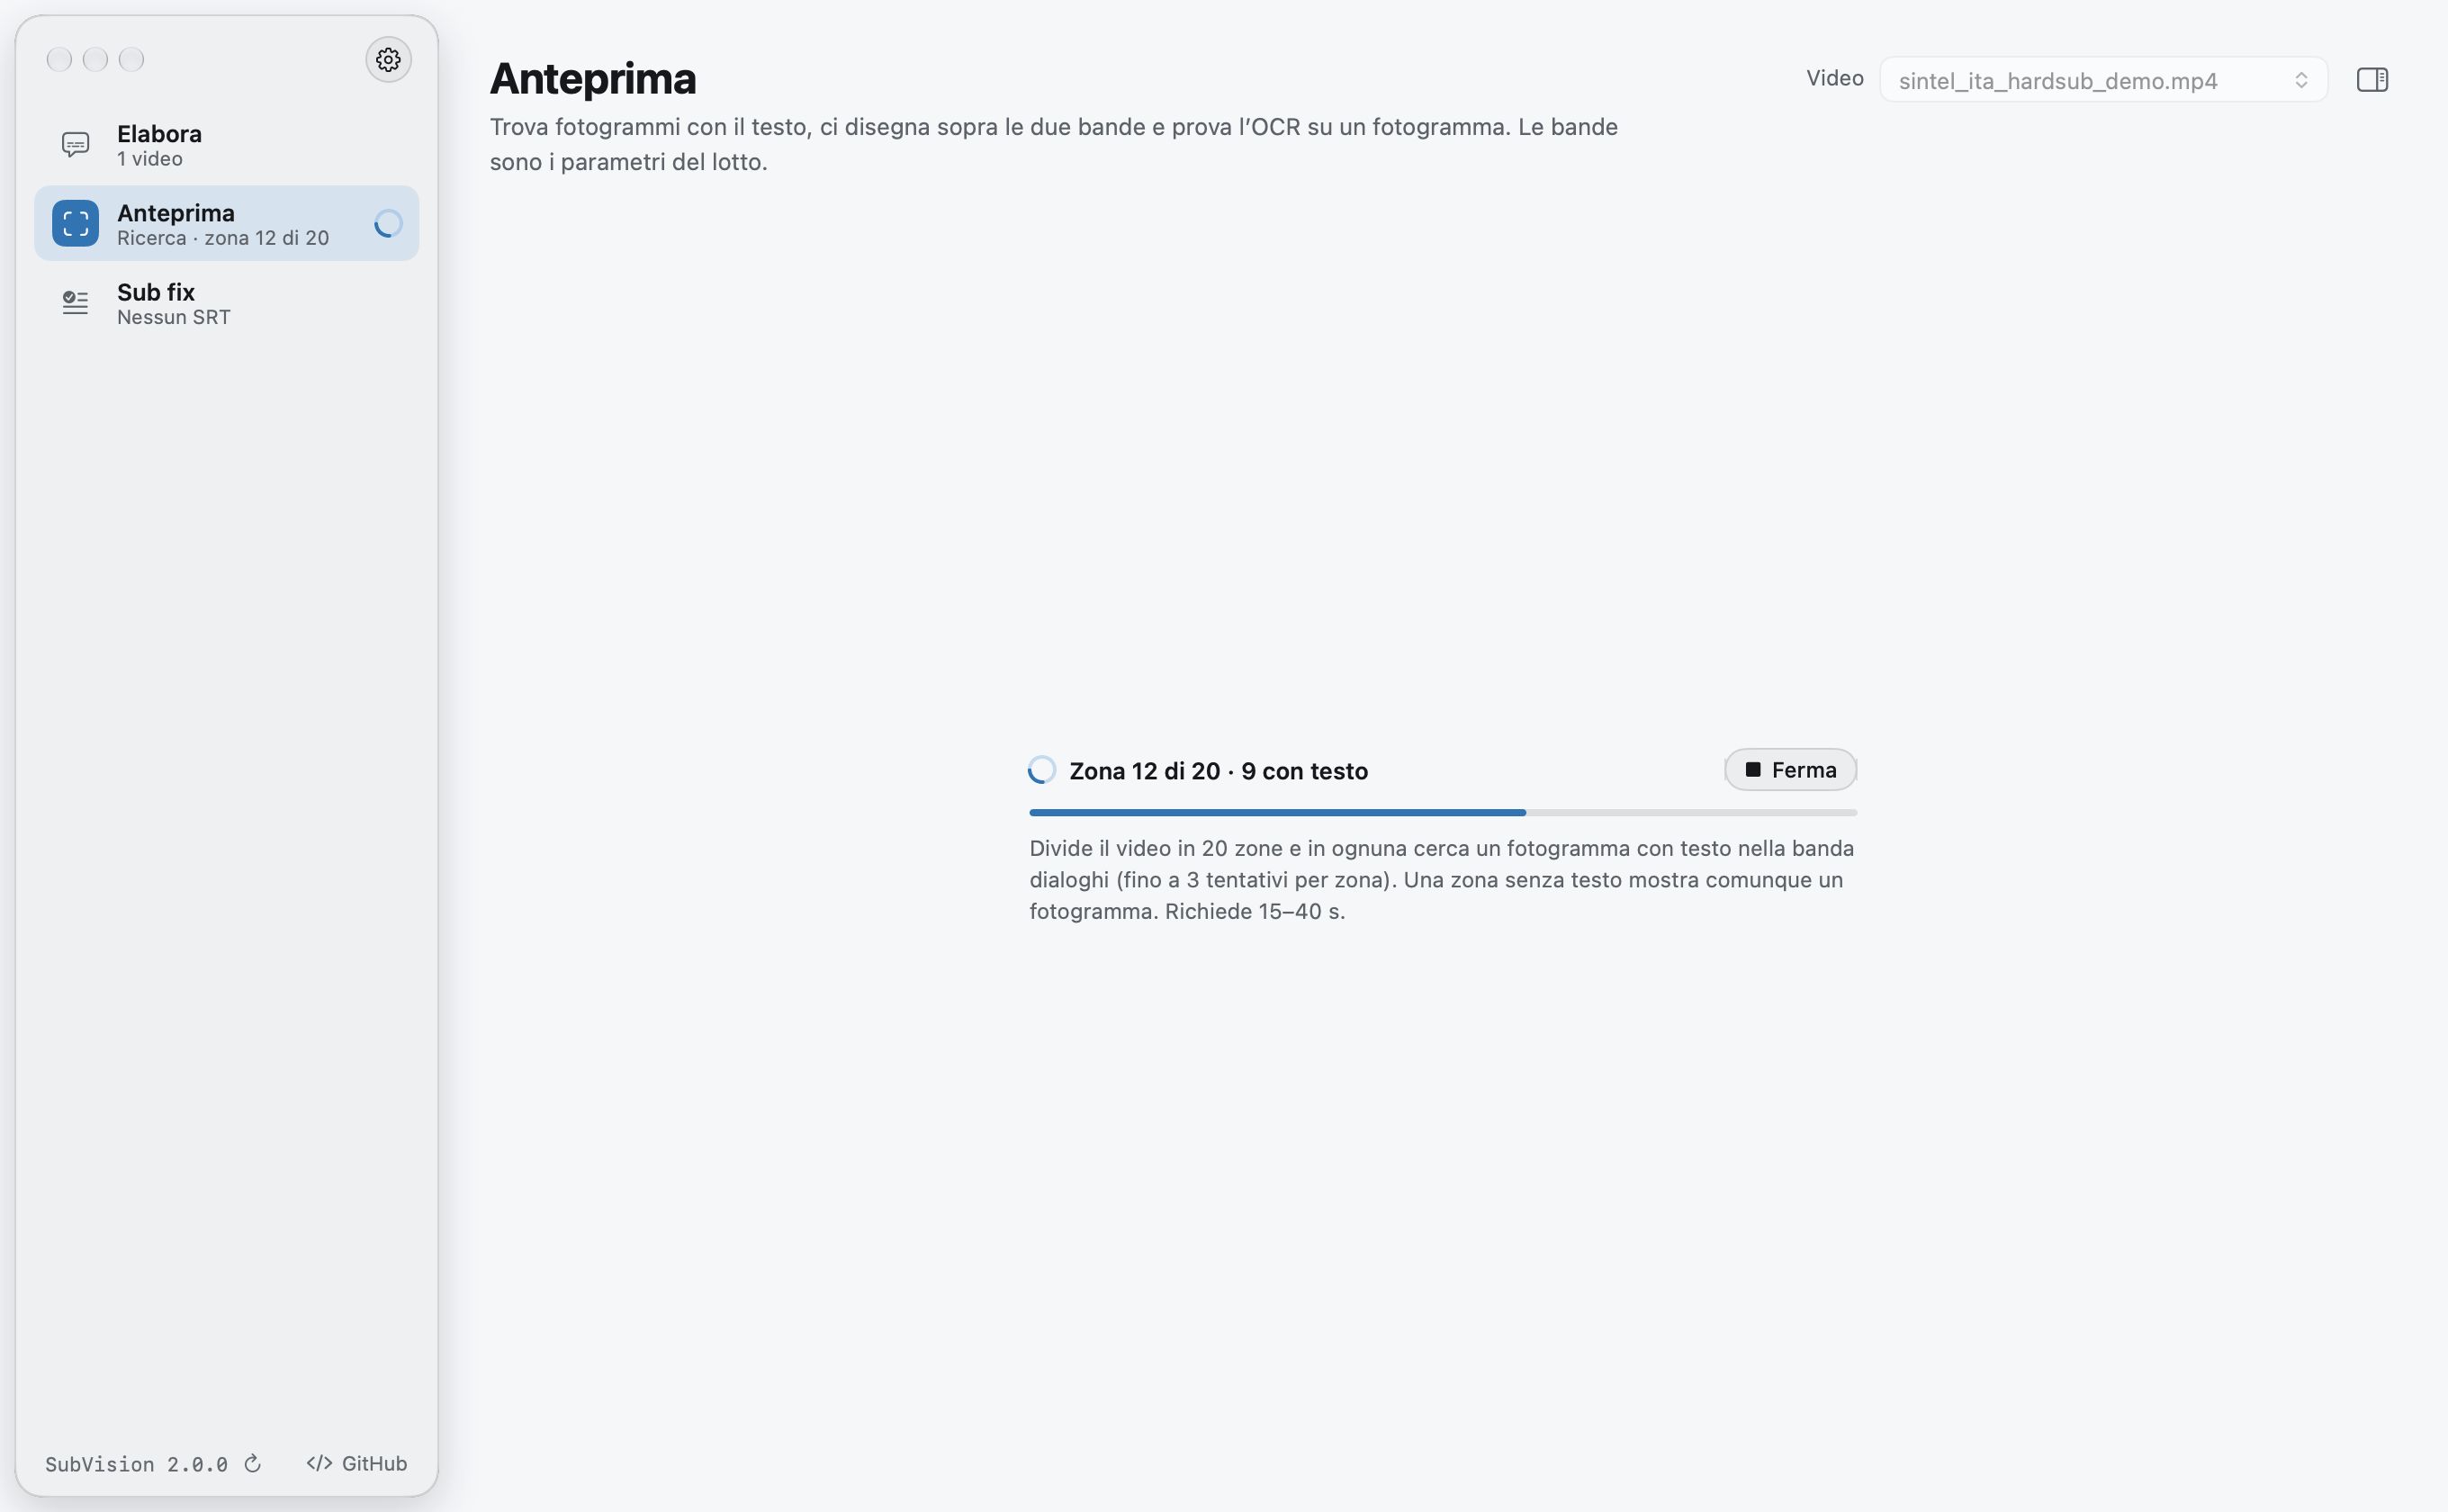 Elabora
1 video
Anteprima
Ricerca · zona 12 di 20
Sub fix
Nessun SRT
SubVision 2.0.0
</> GitHub
Anteprima
Trova fotogrammi con il testo, ci disegna sopra le due bande e prova l’OCR su un fotogramma. Le bande
sono i parametri del lotto.
Video
sintel_ita_hardsub_demo.mp4
Zona 12 di 20 · 9 con testo
Ferma
Divide il video in 20 zone e in ognuna cerca un fotogramma con testo nella banda
dialoghi (fino a 3 tentativi per zona). Una zona senza testo mostra comunque un
fotogramma. Richiede 15–40 s.